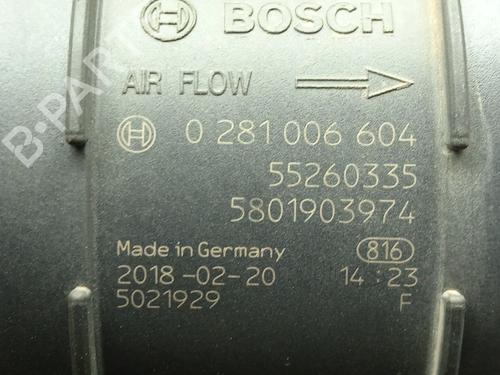 BOSCH
AIR FLOW
0 281 006 604
55260335
5801903974
Made in Germany 816
2018-02-20 14:23
5021929 F
B-PARTS